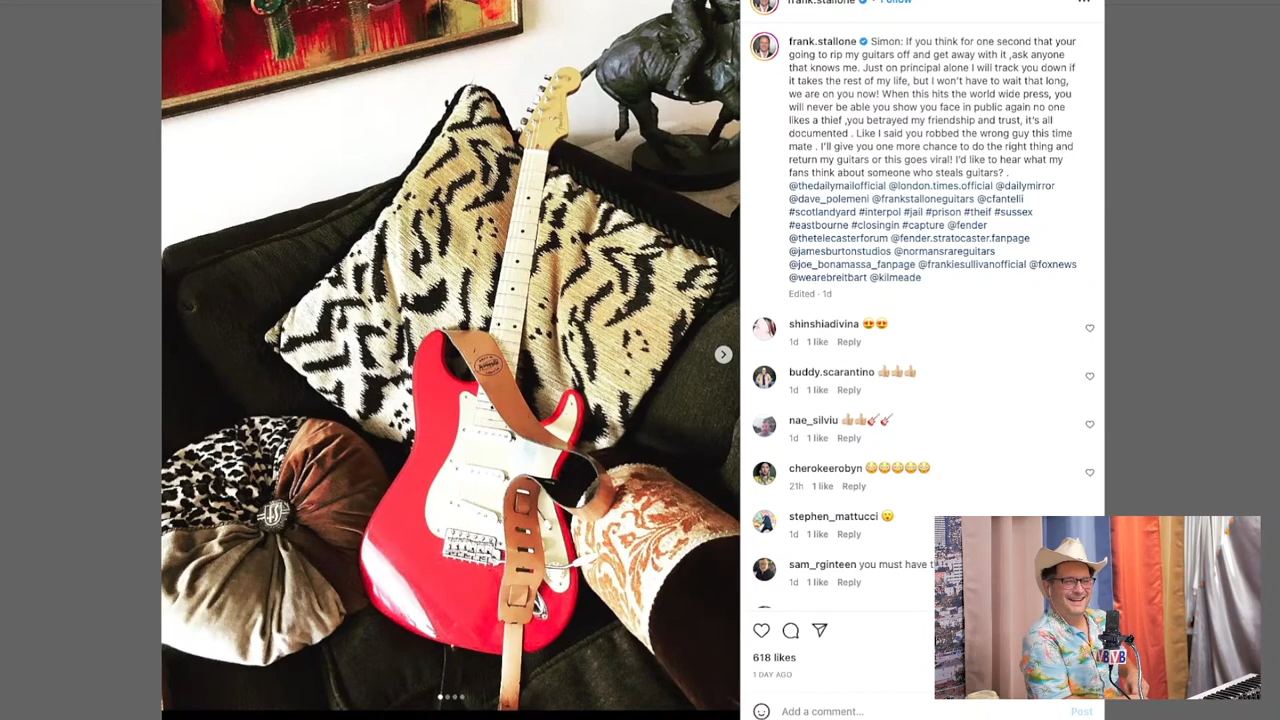 frank.stallone • Follow
frank.stallone Simon: If you think for one second that your
going to rip my guitars off and get away with it ,ask anyone
that knows me. Just on principal alone I will track you down if
it takes the rest of my life, but I won't have to wait that long,
we are on you now! When this hits the world wide press, you
will never be able you show you face in public again no one
likes a thief ,you betrayed my friendship and trust, it's all
documented . Like I said you robbed the wrong guy this time
mate . I'll give you one more chance to do the right thing and
return my guitars or this goes viral! I'd like to hear what my
fans think about someone who steals guitars? .
@thedailymailofficial @london.times.official @dailymirror
@dave_polemeni @frankstalloneguitars @cfantelli
#scotlandyard #interpol #jail #prison #theif #sussex
#eastbourne #closingin #capture @fender
@thetelecasterforum @fender.stratocaster.fanpage
@jamesburtonstudios @normansrareguitars
@joe_bonamassa_fanpage @frankiesullivanofficial @foxnews
@wearebreitbart @kilmeade
Edited · 1d
shinshiadivina 😍😍
1d 1 like Reply
buddy.scarantino 👍🏼👍🏼👍🏼
1d 1 like Reply
nae_silviu 👍🏼👍🏼🎸🎸
1d 1 like Reply
cherokeerobyn 😳😳😳😳😳
21h 1 like Reply
stephen_mattucci 😮
1d 1 like Reply
sam_rginteen you must have
1d 1 like Reply
618 likes
1 DAY AGO
Add a comment...
Post
VB